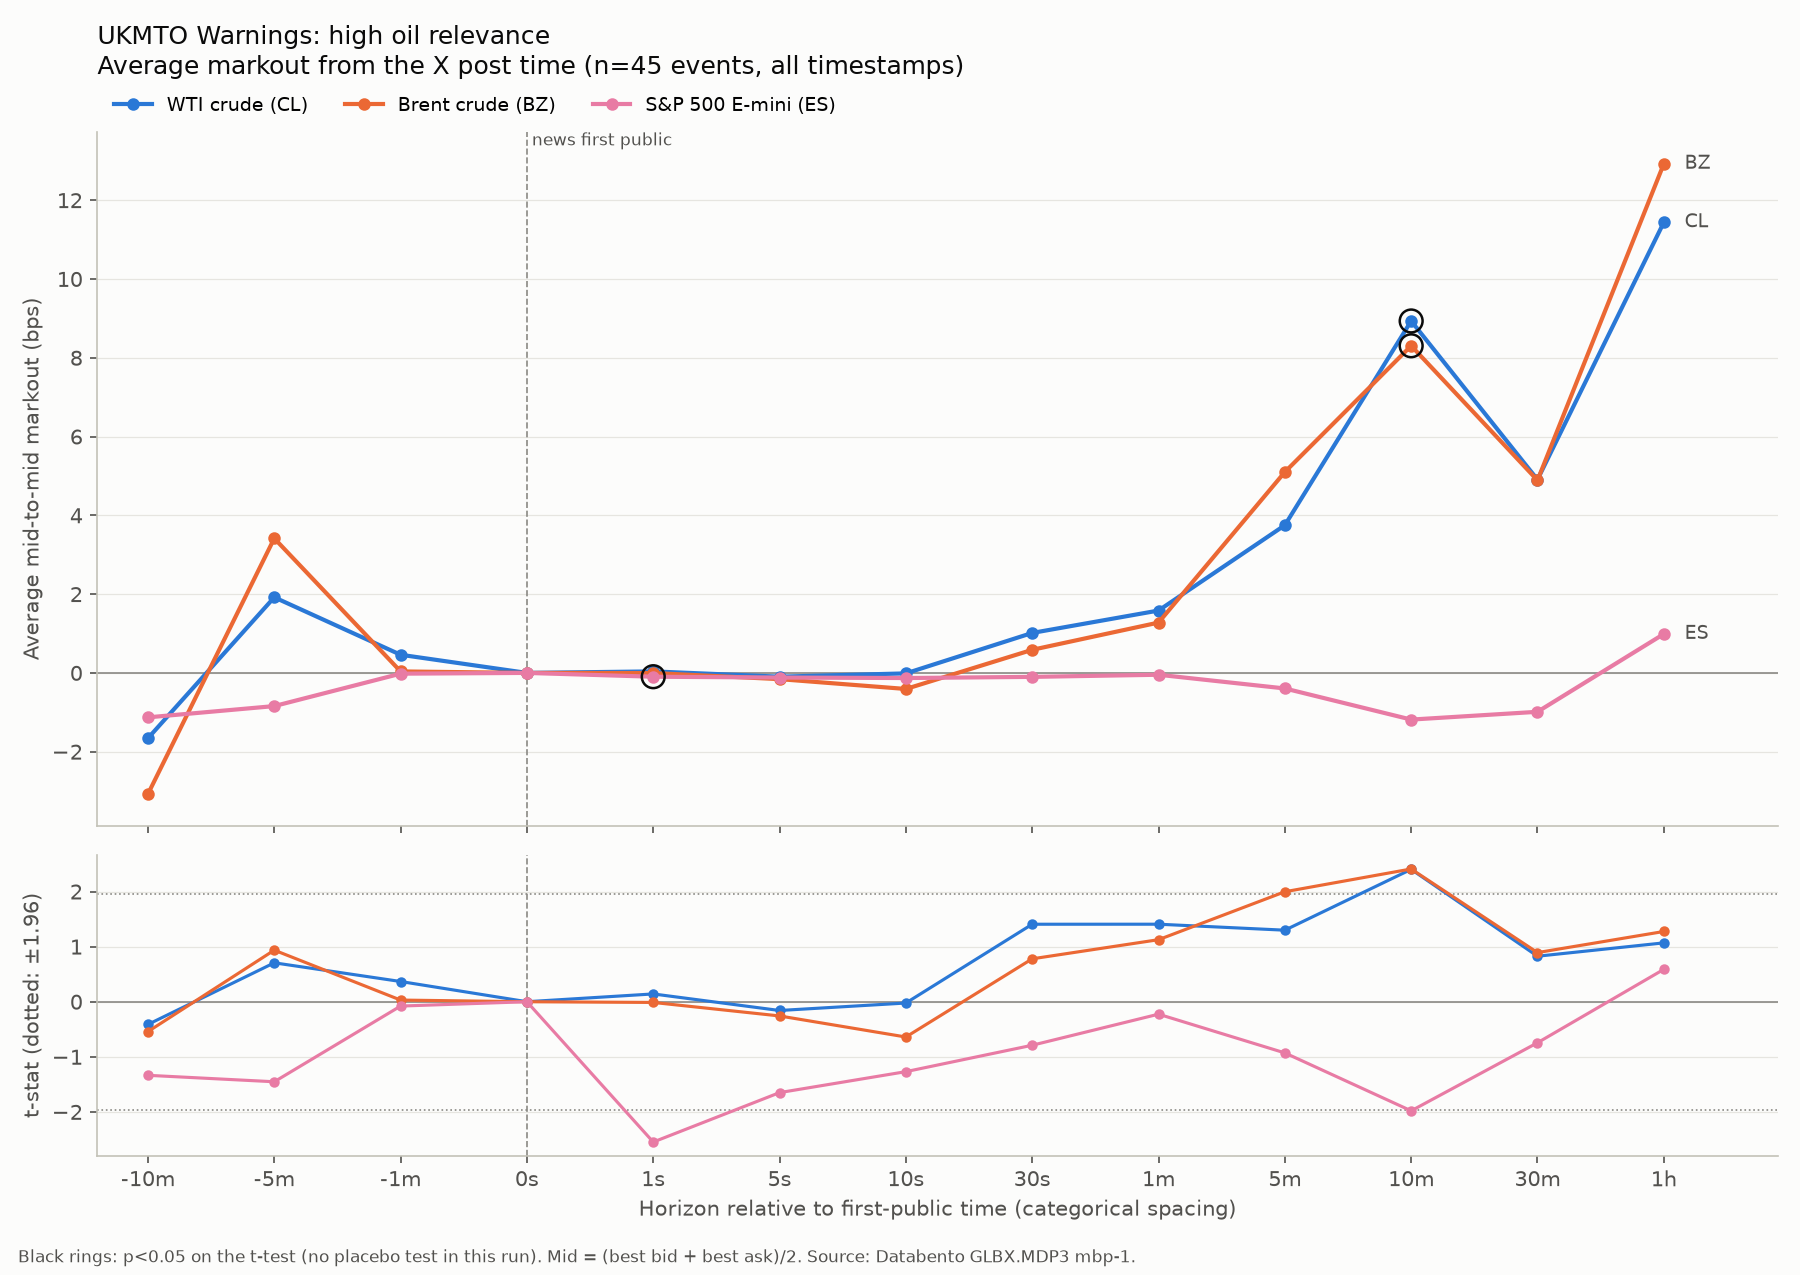 UKMTO Warnings: high oil relevance
Average markout from the X post time (n=45 events, all timestamps)
WTI crude (CL) Brent crude (BZ) S&P 500 E-mini (ES)
news first public
Average mid-to-mid markout (bps)
12
10
8
6
4
2
0
−2
BZ
CL
ES
t-stat (dotted: ±1.96)
2
1
0
−1
−2
-10m -5m -1m 0s 1s 5s 10s 30s 1m 5m 10m 30m 1h
Horizon relative to first-public time (categorical spacing)
Black rings: p<0.05 on the t-test (no placebo test in this run). Mid = (best bid + best ask)/2. Source: Databento GLBX.MDP3 mbp-1.